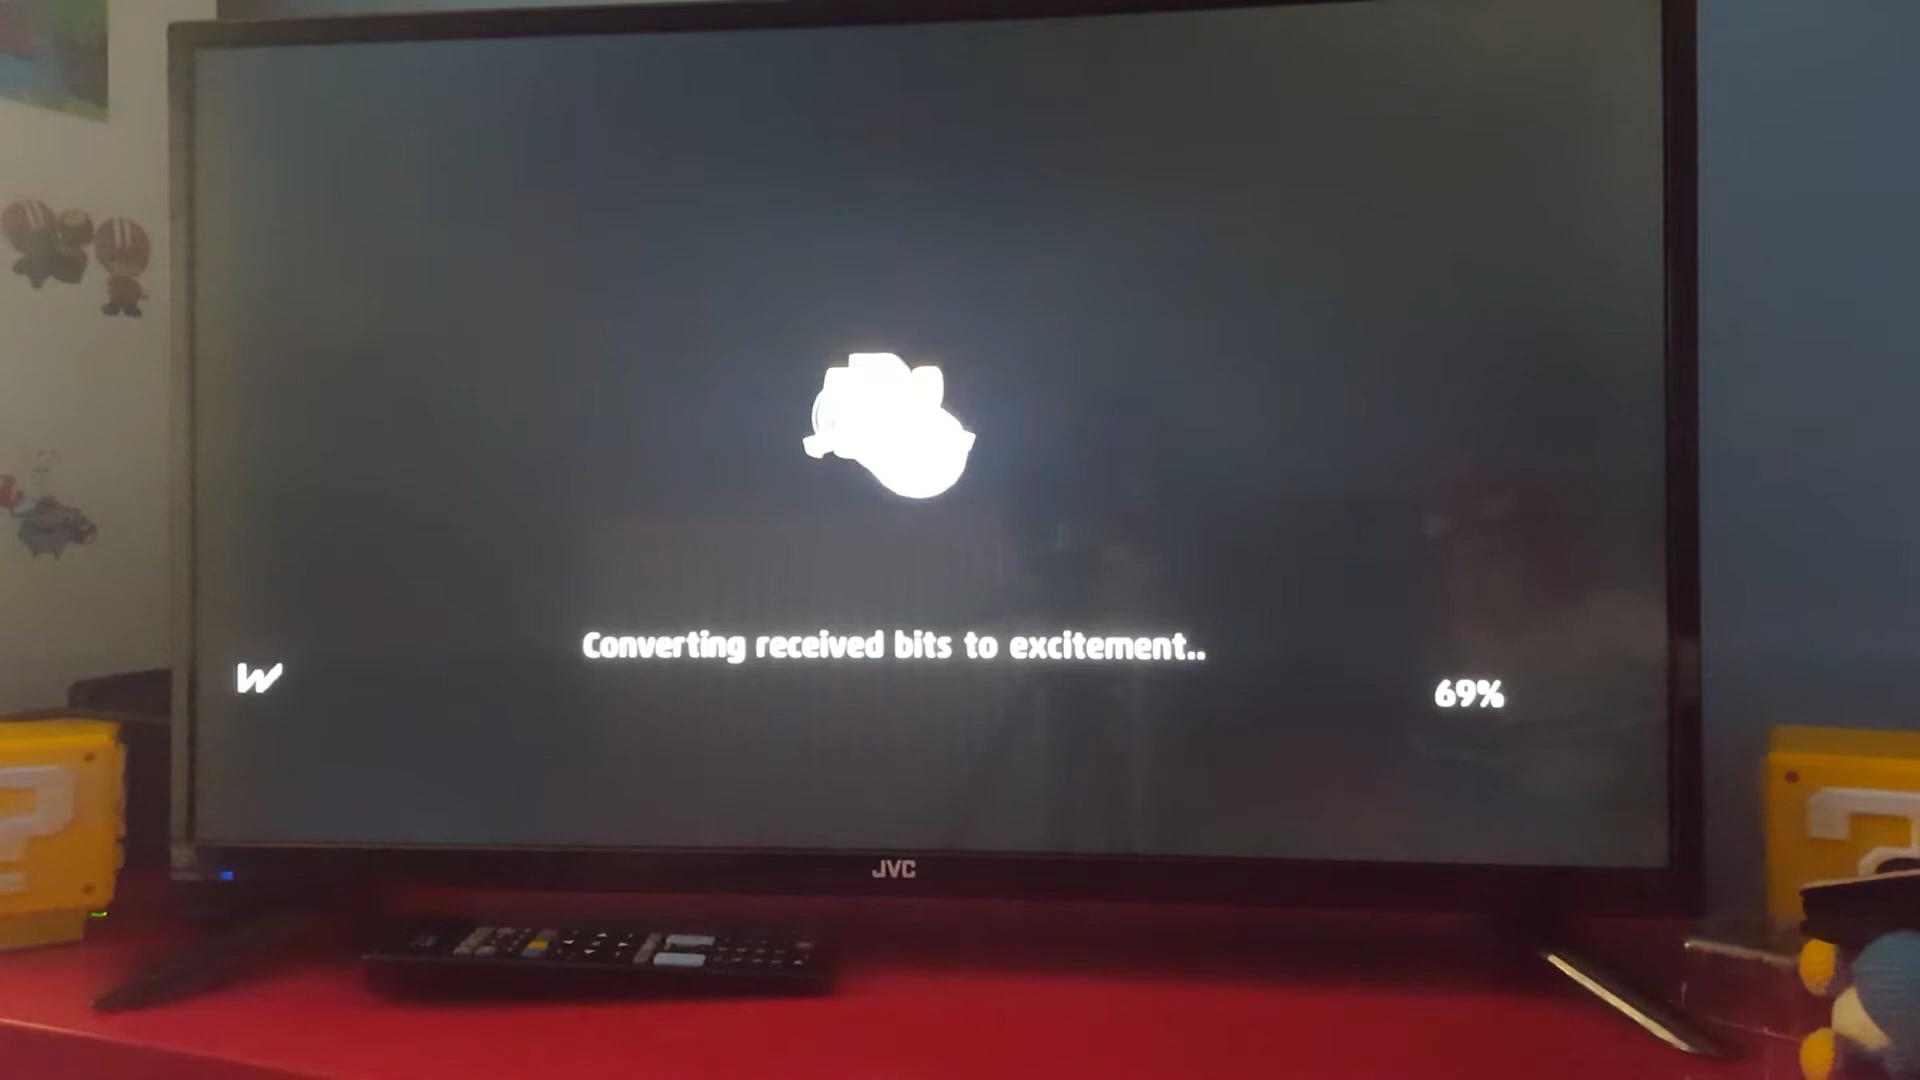 Converting received bits to excitement..
W
69%
JVC
?
?